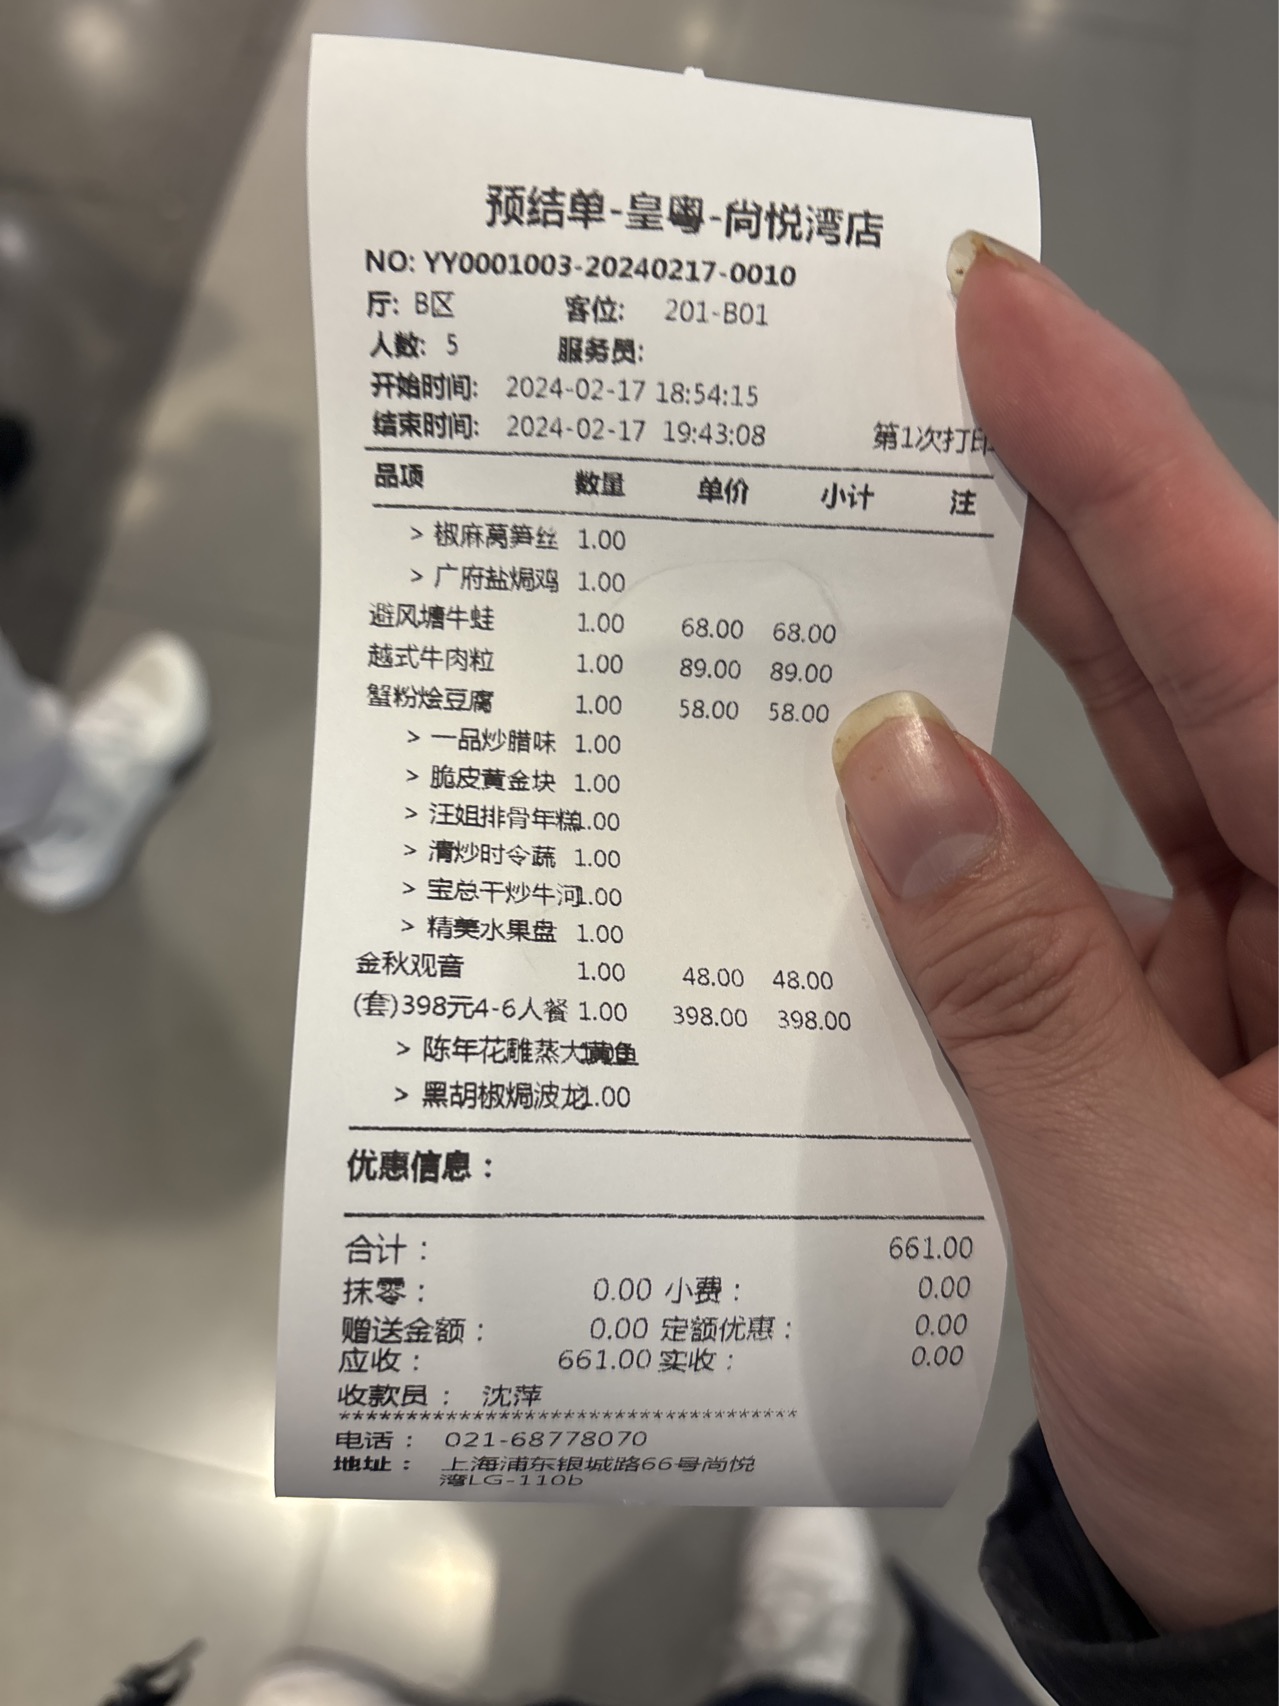 预结单-皇粤-尚悦湾店
NO: YY0001003-20240217-0010
厅: B区 客位: 201-B01
人数: 5 服务员:
开始时间: 2024-02-17 18:54:15
结束时间: 2024-02-17 19:43:08 第1次打印
品项 数量 单价 小计 注
> 椒麻莴笋丝 1.00
> 广府盐焗鸡 1.00
避风塘牛蛙 1.00 68.00 68.00
越式牛肉粒 1.00 89.00 89.00
蟹粉烩豆腐 1.00 58.00 58.00
> 一品炒腊味 1.00
> 脆皮黄金块 1.00
> 汪姐排骨年糕1.00
> 清炒时令蔬 1.00
> 宝总干炒牛河1.00
> 精美水果盘 1.00
金秋观音 1.00 48.00 48.00
(套)398元4-6人餐 1.00 398.00 398.00
> 陈年花雕蒸大黄鱼
> 黑胡椒焗波龙1.00
优惠信息：
合计： 661.00
抹零： 0.00 小费： 0.00
赠送金额： 0.00 定额优惠： 0.00
应收： 661.00 实收： 0.00
收款员： 沈萍
***********************************
电话： 021-68778070
地址： 上海浦东银城路66号尚悦
湾LG-110b